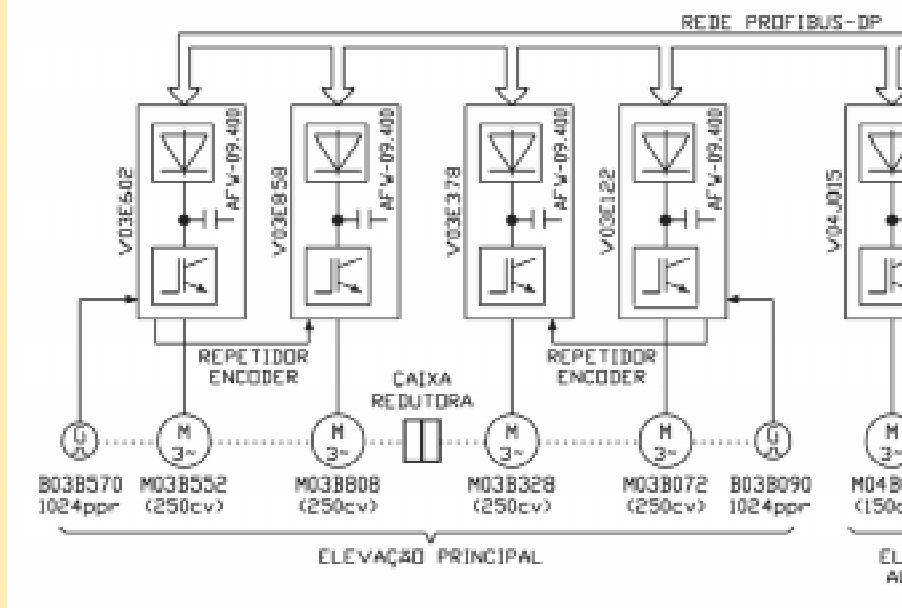 REDE PROFIBUS-DP
V03E602
AFW-09.400
V03E858
AFW-09.400
V03E378
AFW-09.400
V03E122
AFW-09.400
V04J015
REPETIDOR
ENCODER
REPETIDOR
ENCODER
CAIXA
REDUTORA
M
3~
M
3~
M
3~
M
3~
M
3~
B03B570
1024ppr
M03B552
(250cv)
M03B808
(250cv)
M03B328
(250cv)
M03B072
(250cv)
B03B090
1024ppr
ELEVAÇÃO PRINCIPAL